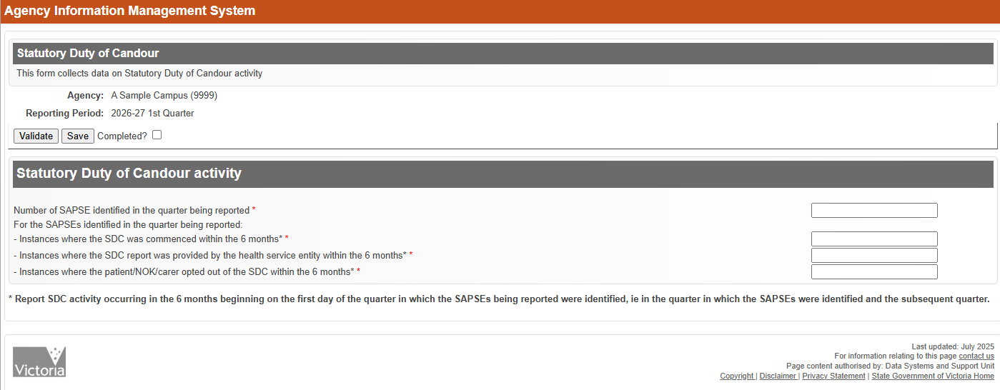 Agency Information Management System
Statutory Duty of Candour
This form collects data on Statutory Duty of Candour activity
Agency: A Sample Campus (9999)
Reporting Period: 2026-27 1st Quarter
Validate Save Completed?
Statutory Duty of Candour activity
Number of SAPSE identified in the quarter being reported *
For the SAPSEs identified in the quarter being reported:
- Instances where the SDC was commenced within the 6 months* *
- Instances where the SDC report was provided by the health service entity within the 6 months* *
- Instances where the patient/NOK/carer opted out of the SDC within the 6 months* *
* Report SDC activity occurring in the 6 months beginning on the first day of the quarter in which the SAPSEs being reported were identified, ie in the quarter in which the SAPSEs were identified and the subsequent quarter.
Victoria
Last updated: July 2025
For information relating to this page contact us
Page content authorised by: Data Systems and Support Unit
Copyright | Disclaimer | Privacy Statement | State Government of Victoria Home